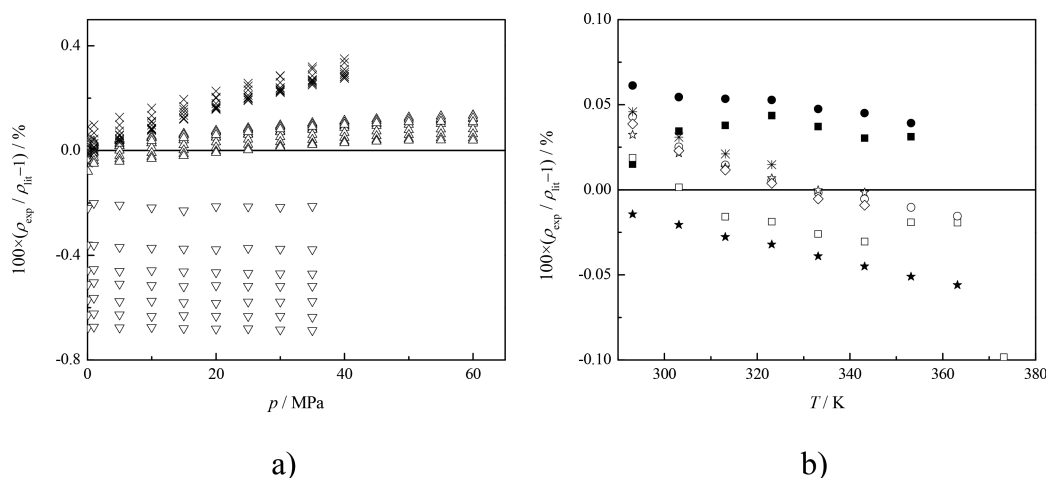 0.4
0.0
-0.4
-0.8
100×(ρexp / ρlit−1) / %
0 20 40 60
p / MPa
a)
0.10
0.05
0.00
-0.05
-0.10
100×(ρexp / ρlit−1) / %
300 320 340 360 380
T / K
b)